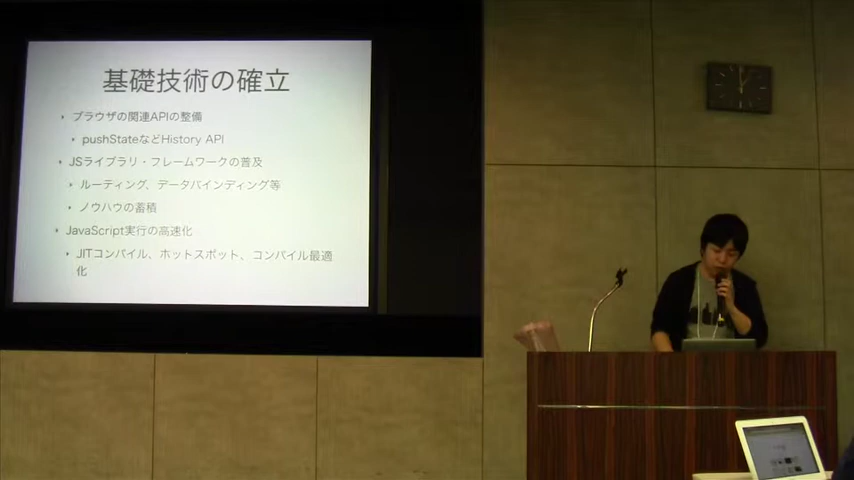 基礎技術の確立
ブラウザの関連APIの整備
pushStateなどHistory API
JSライブラリ・フレームワークの普及
ルーティング、データバインディング等
ノウハウの蓄積
JavaScript実行の高速化
JITコンパイル、ホットスポット、コンパイル最適
化